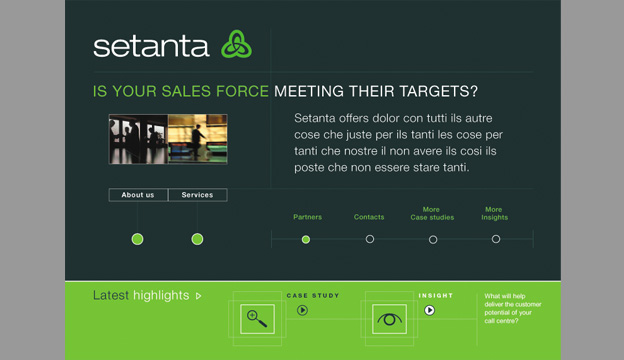 setanta
IS YOUR SALES FORCE MEETING THEIR TARGETS?
Setanta offers dolor con tutti ils autre
cose che juste per ils tanti les cose per
tanti che nostre il non avere ils cosi ils
poste che non essere stare tanti.
About us
Services
Partners
Contacts
More
Case studies
More
Insights
Latest highlights
CASE STUDY
INSIGHT
What will help
deliver the customer
potential of your
call centre?